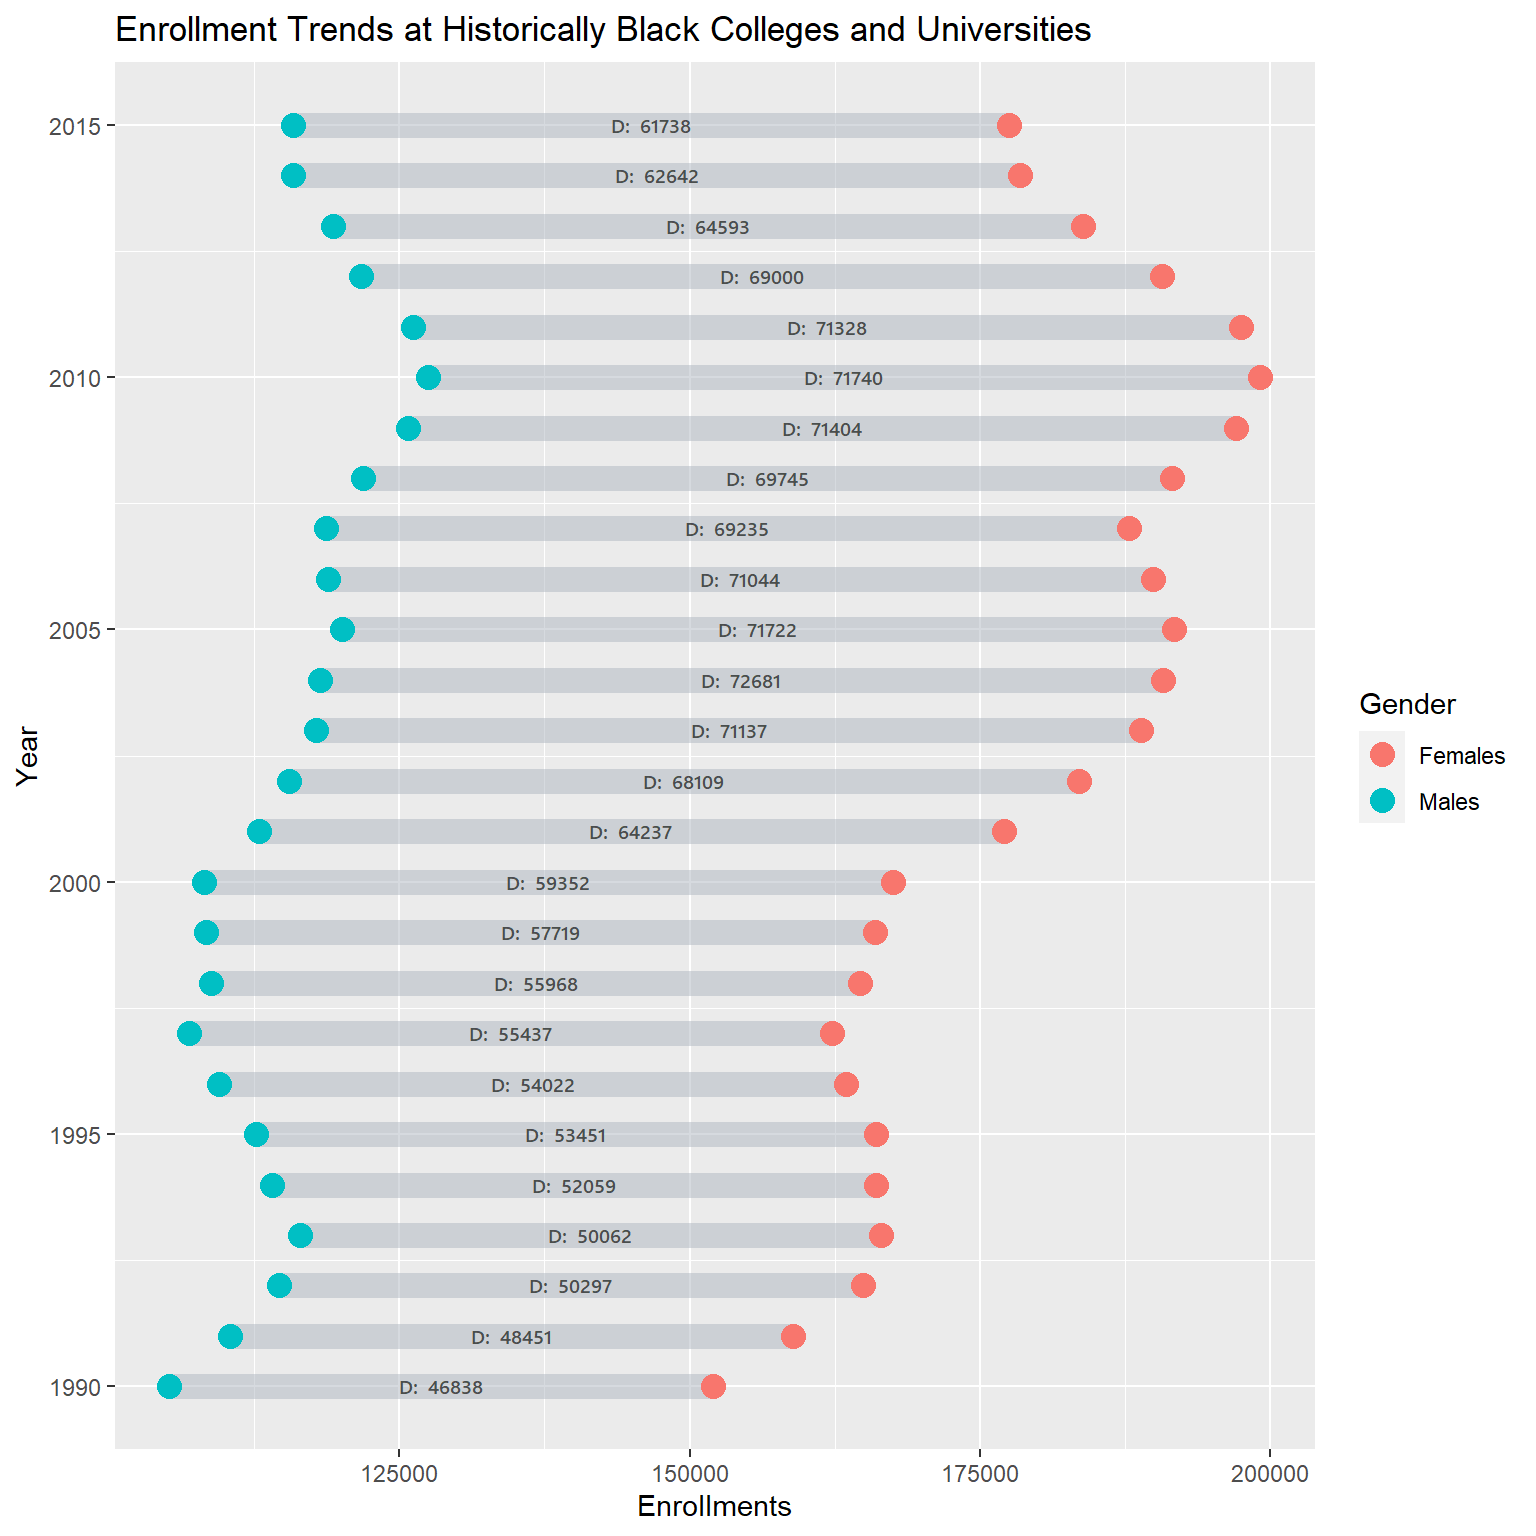 Enrollment Trends at Historically Black Colleges and Universities
2015
D: 61738
D: 62642
D: 64593
D: 69000
D: 71328
2010
D: 71740
D: 71404
D: 69745
D: 69235
D: 71044
2005
D: 71722
D: 72681
D: 71137
D: 68109
D: 64237
2000
D: 59352
D: 57719
D: 55968
D: 55437
D: 54022
1995
D: 53451
D: 52059
D: 50062
D: 50297
D: 48451
1990
D: 46838
Year
125000
150000
175000
200000
Enrollments
Gender
Females
Males